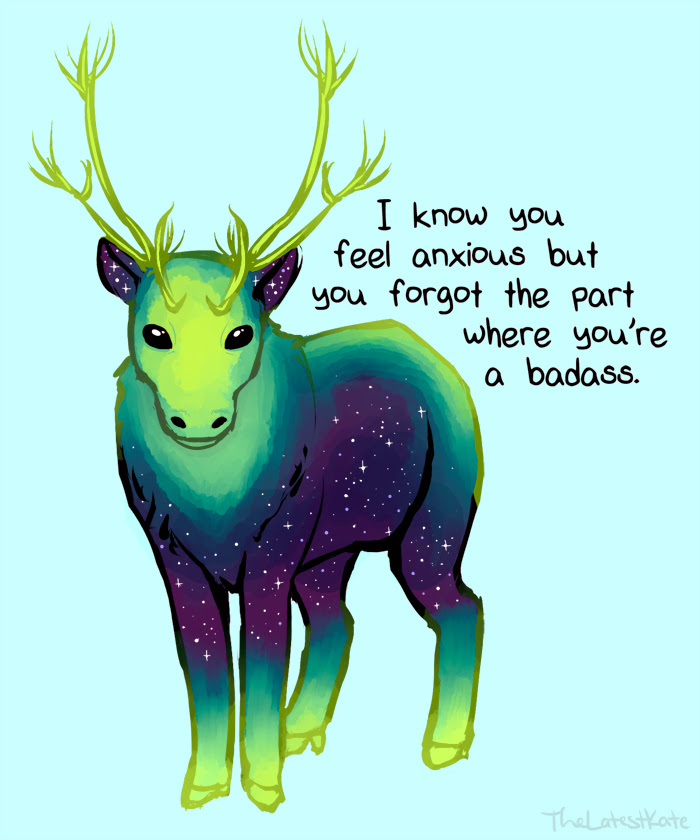 I know you
feel anxious but
you forgot the part
where you're
a badass.
TheLatestKate